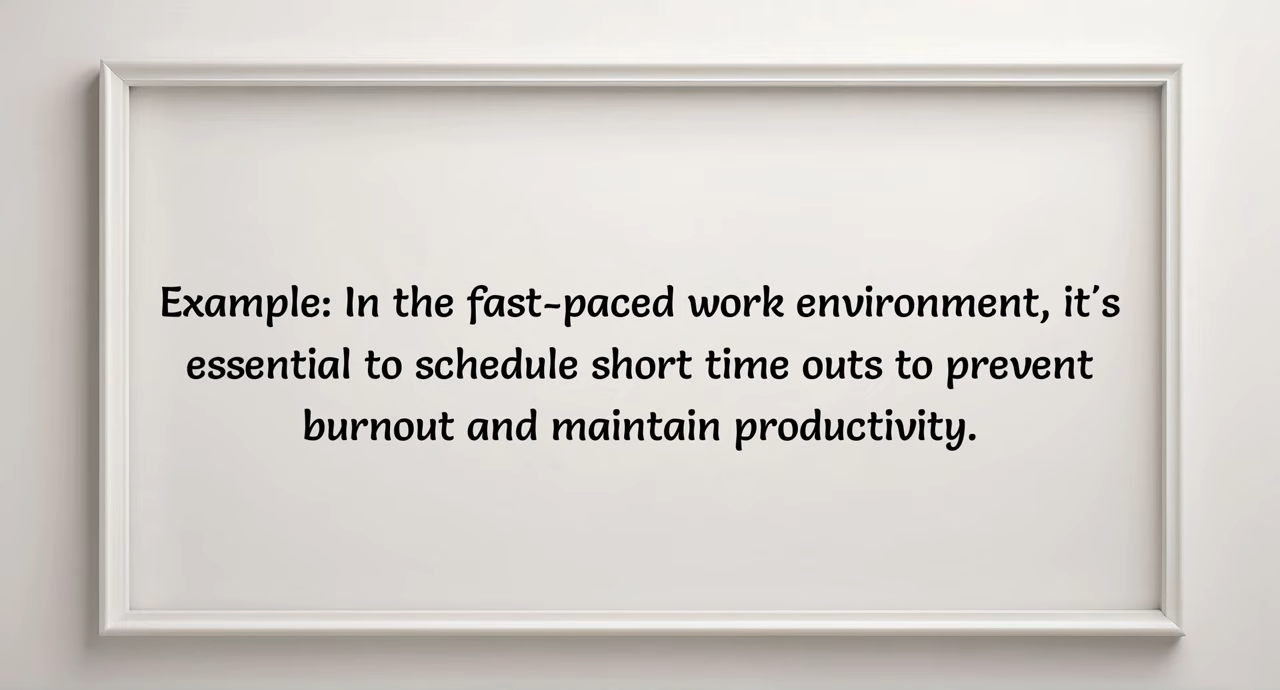 Example: In the fast-paced work environment, it's
essential to schedule short time outs to prevent
burnout and maintain productivity.